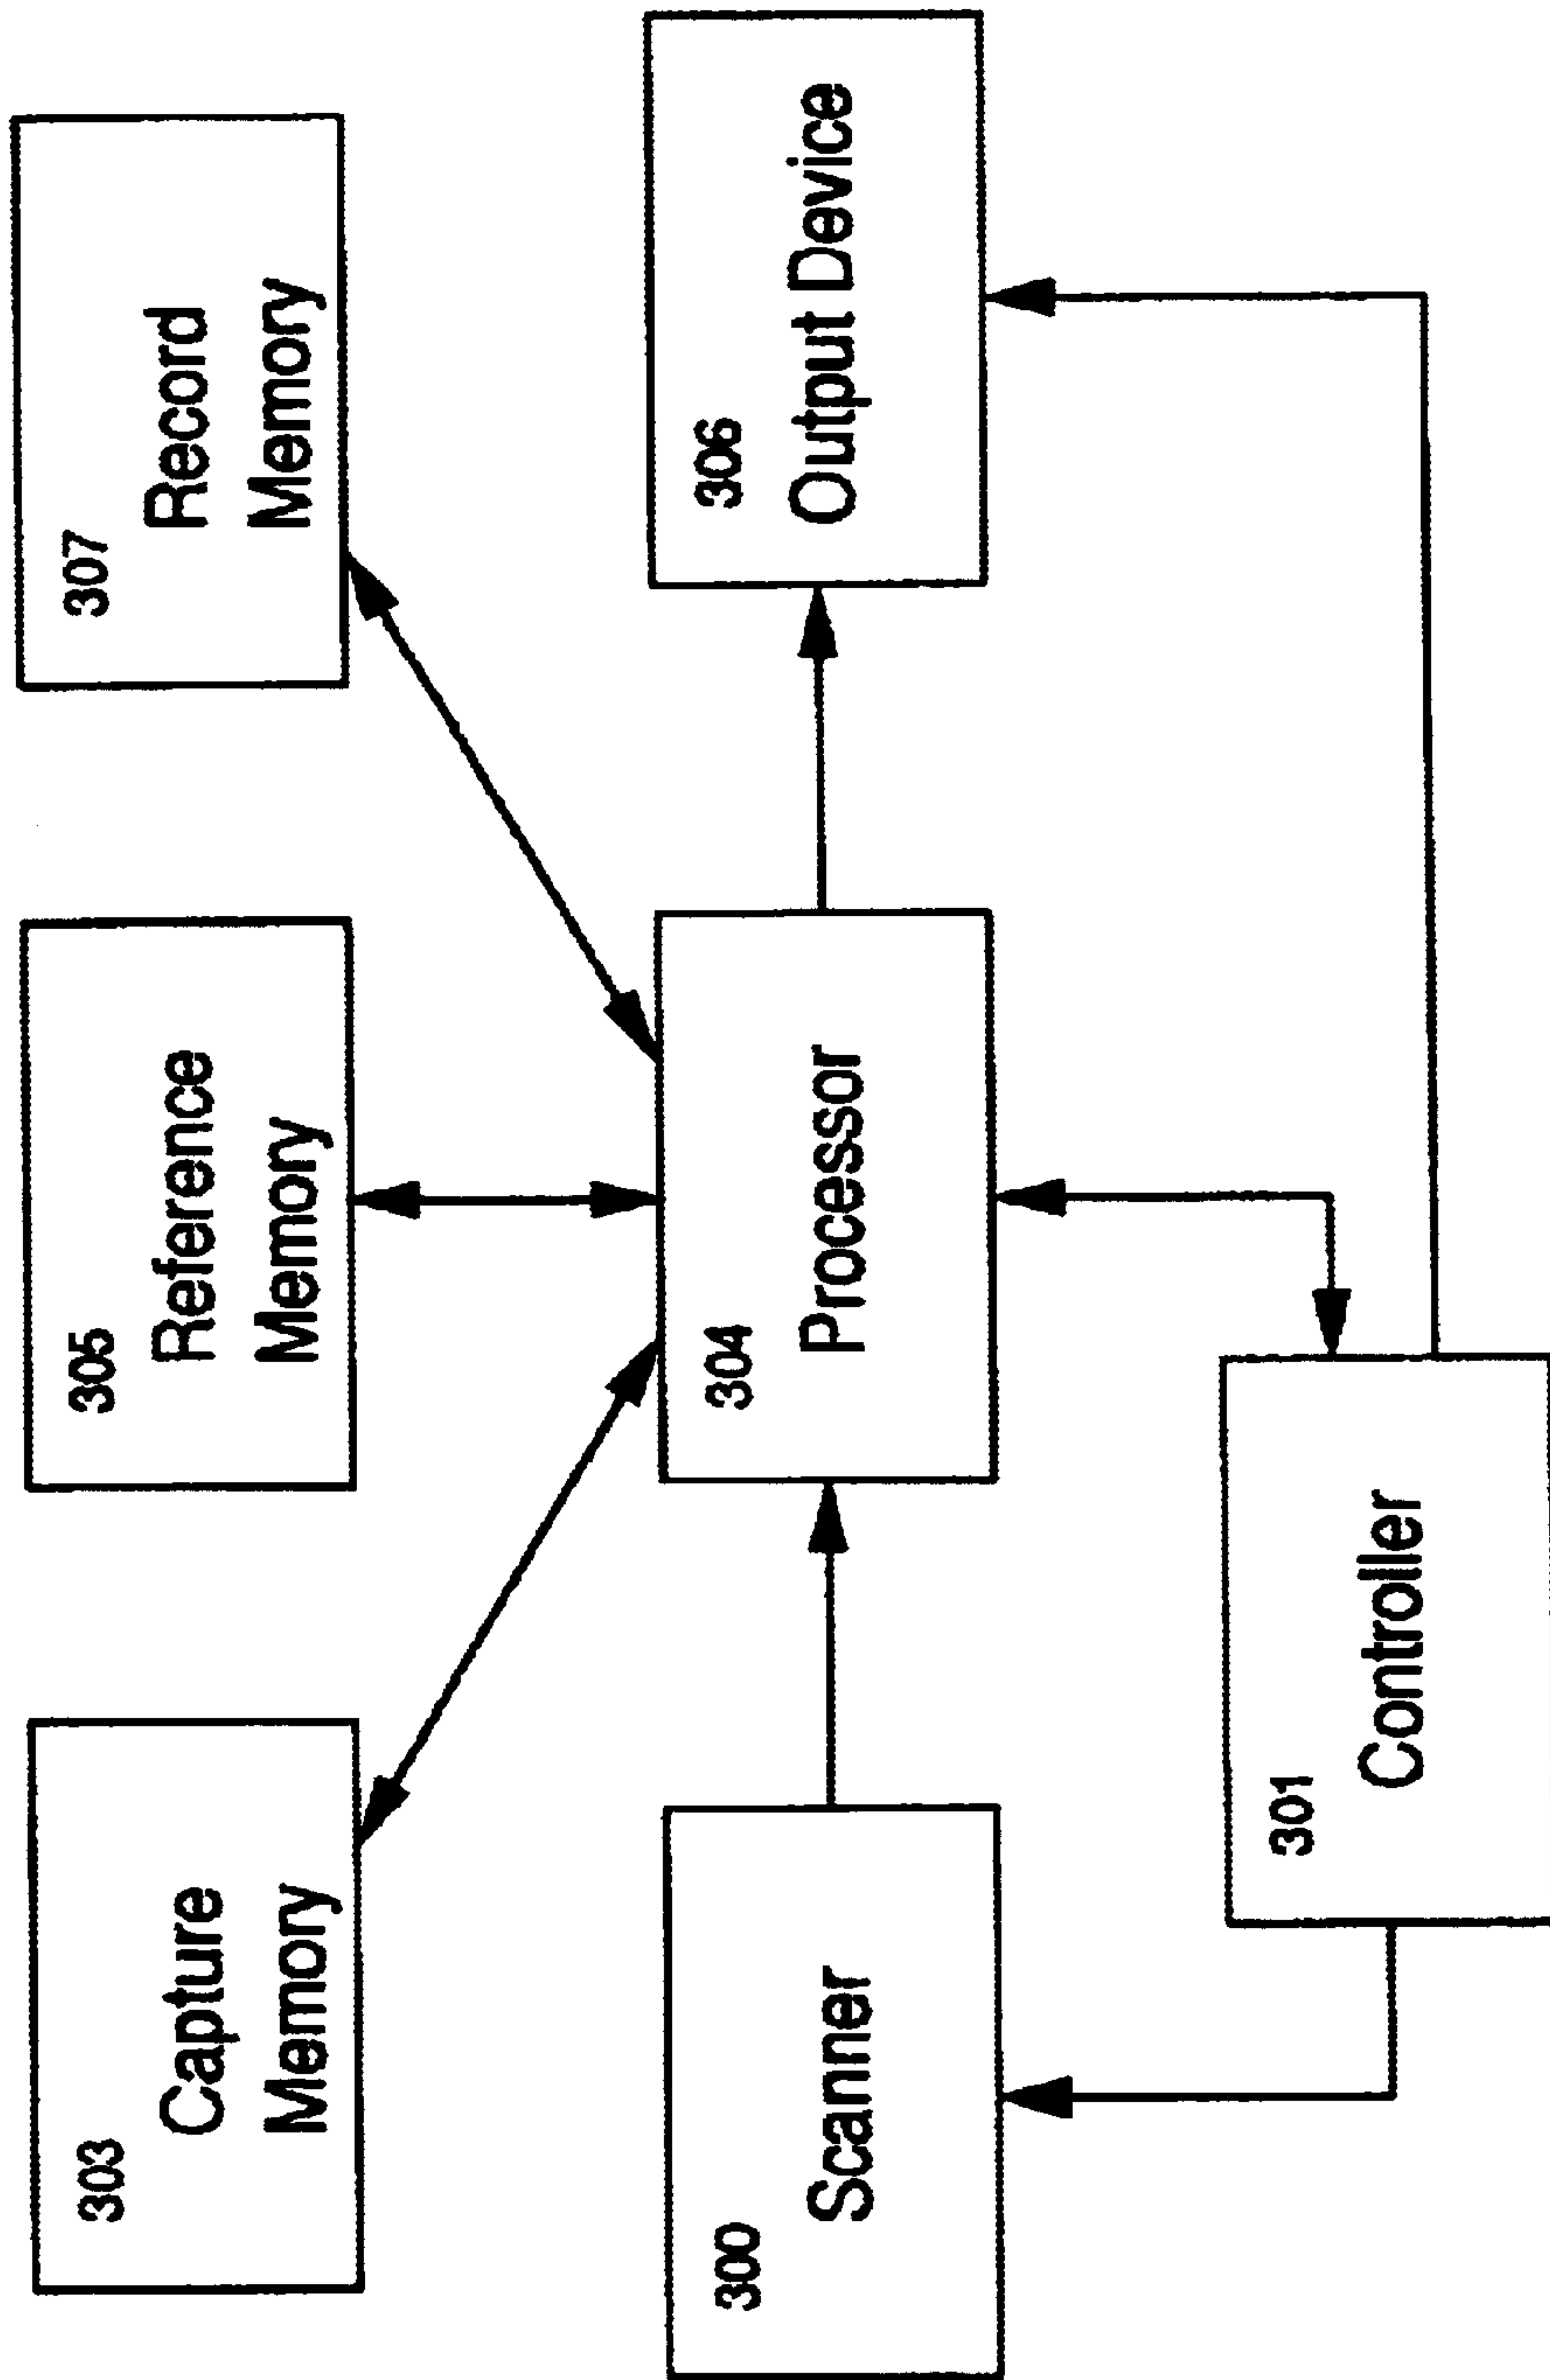 303
Capture
Memory
305
Reference
Memory
307
Record
Memory
300
Scanner
304
Processor
306
Output Device
301
Controller